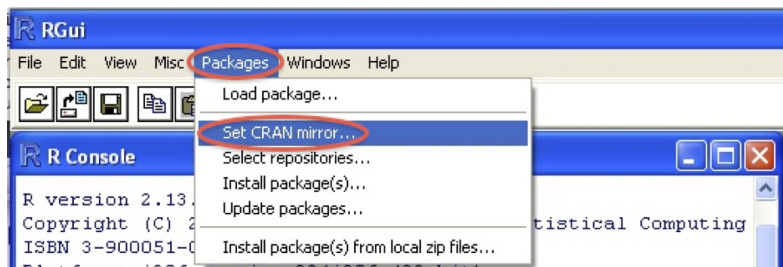 RGui
File Edit View Misc Packages Windows Help
Load package...
Set CRAN mirror...
Select repositories...
Install package(s)...
Update packages...
Install package(s) from local zip files...
R Console
R version 2.13.
Copyright (C) 2 tistical Computing
ISBN 3-900051-0